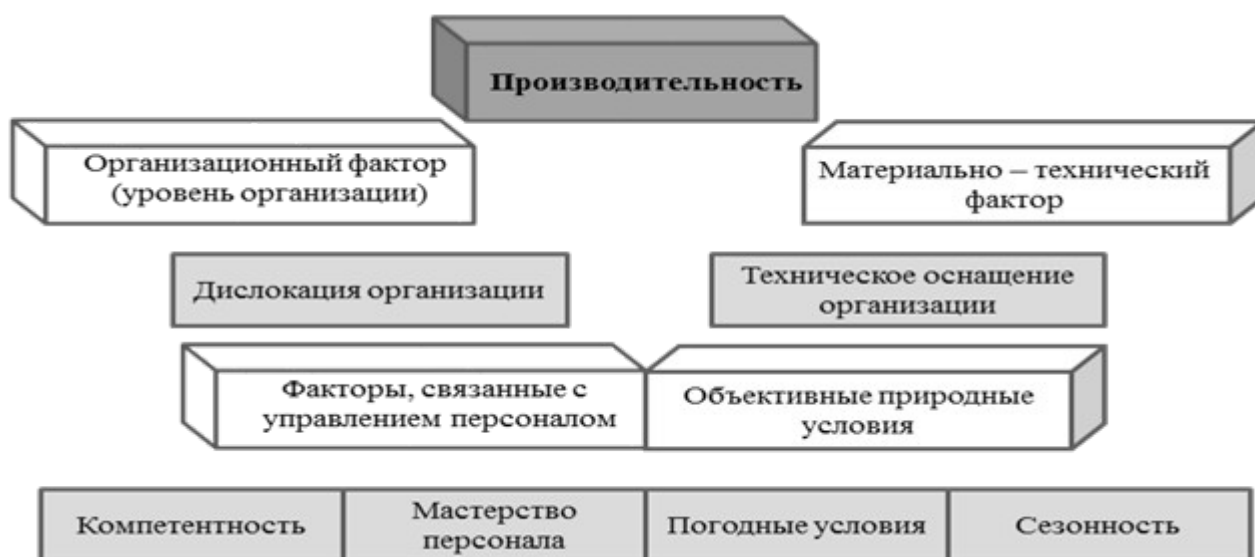 Производительность
Организационный фактор
(уровень организации)
Материально – технический
фактор
Дислокация организации
Техническое оснащение
организации
Факторы, связанные с
управлением персоналом
Объективные природные
условия
Компетентность
Мастерство
персонала
Погодные условия
Сезонность